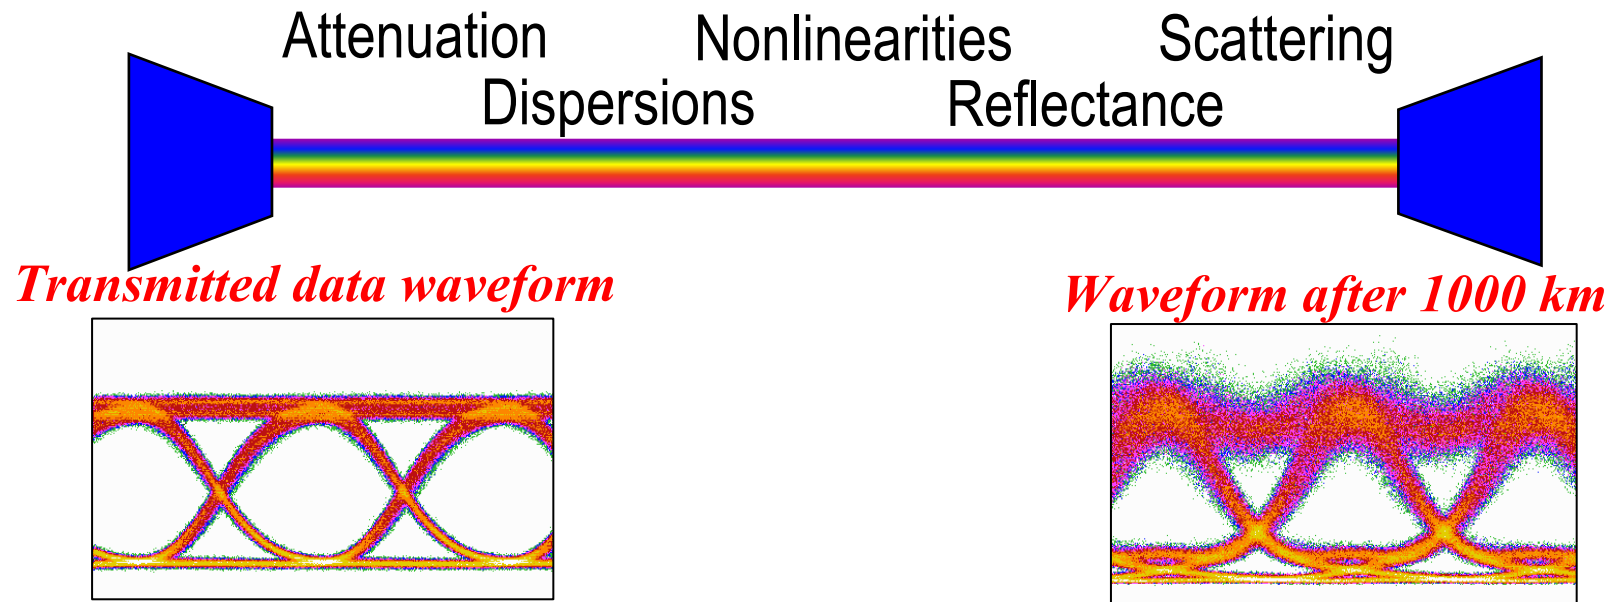 Attenuation Nonlinearities Scattering
Dispersions Reflectance
Transmitted data waveform
Waveform after 1000 km